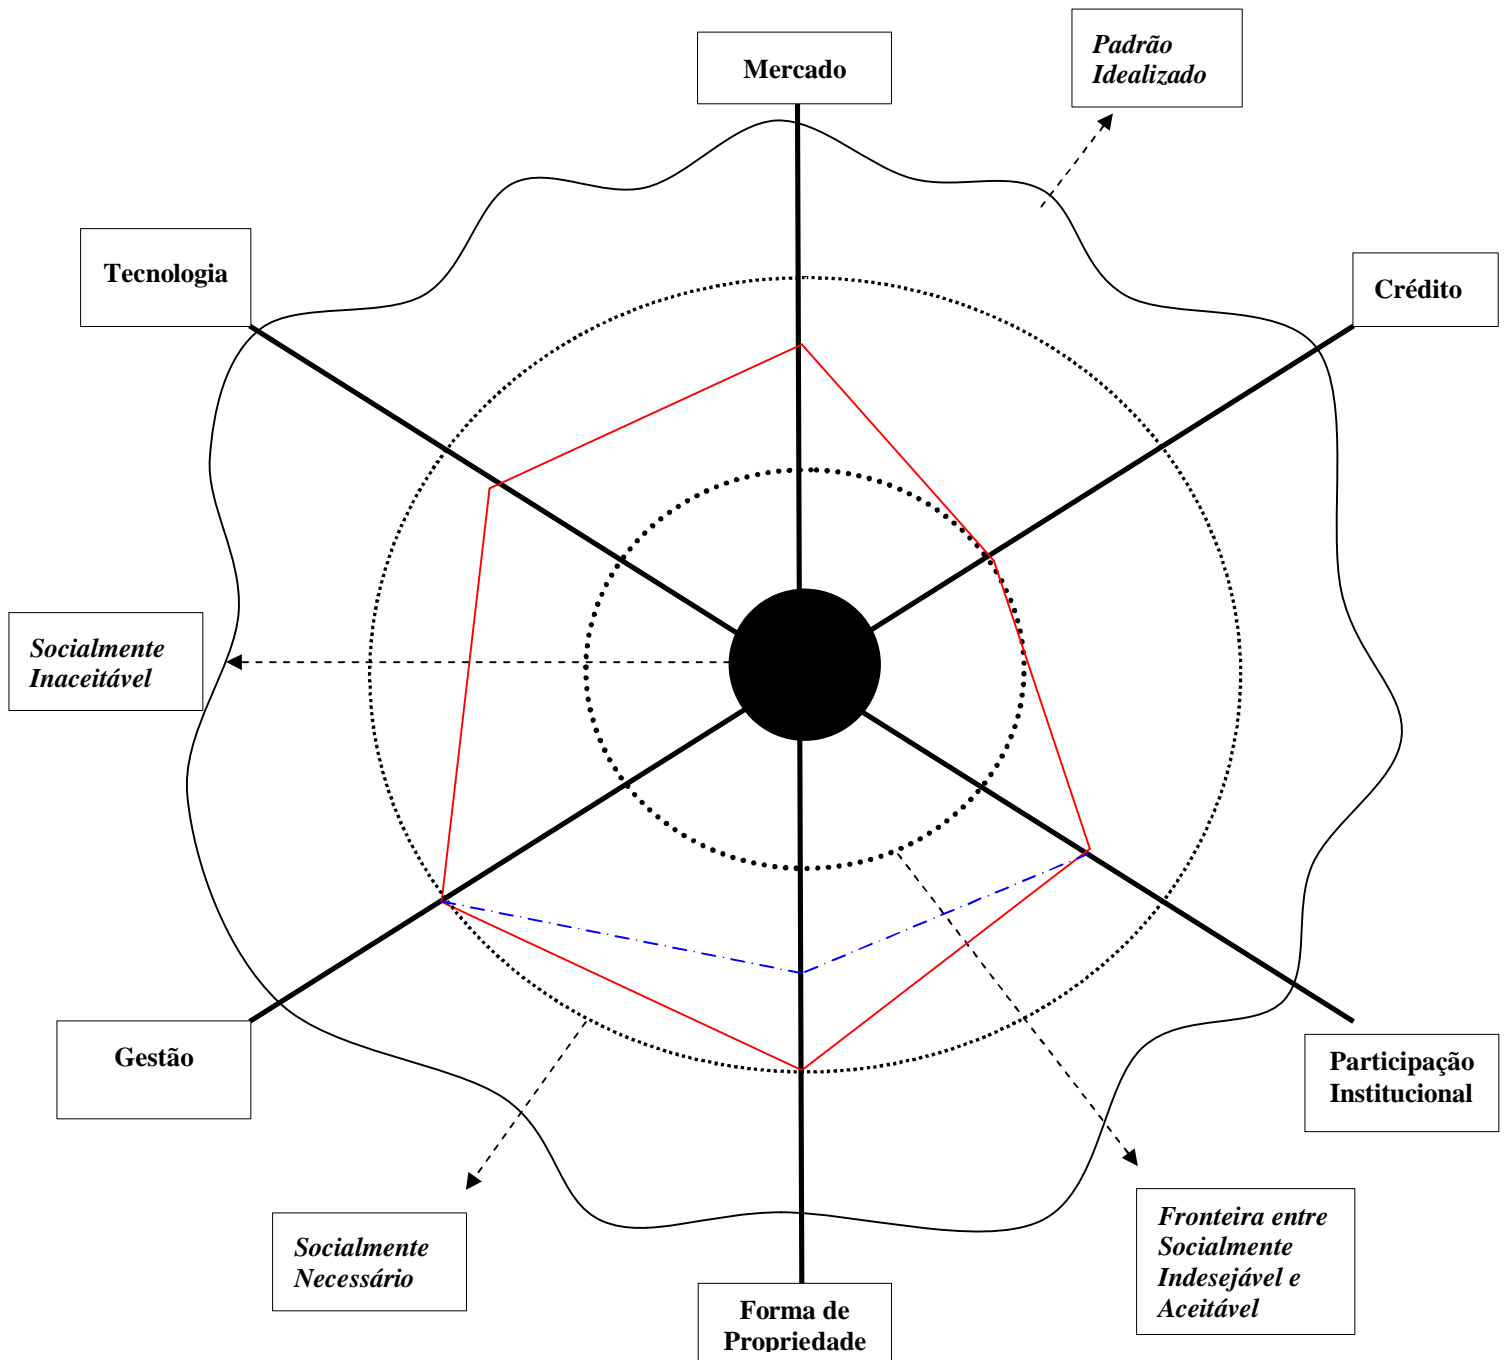 Padrão
Idealizado
Mercado
Tecnologia
Crédito
Socialmente
Inaceitável
Gestão
Participação
Institucional
Socialmente
Necessário
Fronteira entre
Socialmente
Indesejável e
Aceitável
Forma de
Propriedade